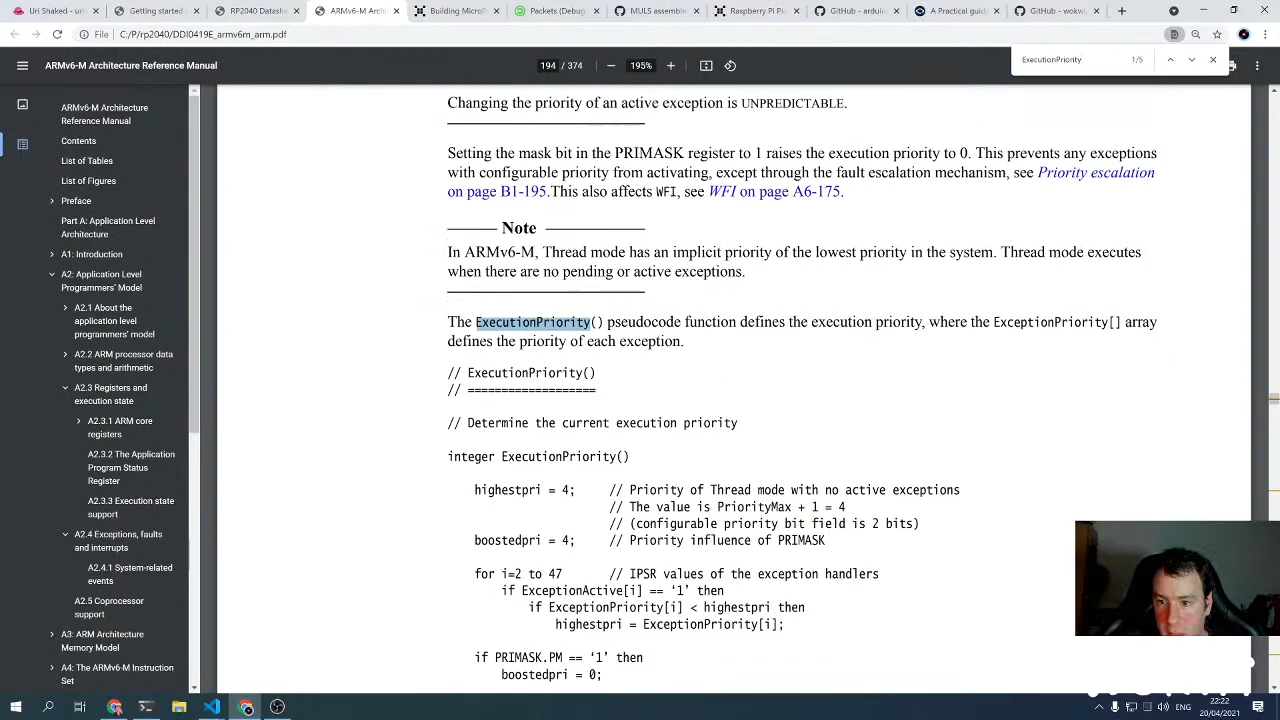 Uri Shaked - uri
Getting started
RP2040 Datashe
ARMv6-M Archi
Building MicroP
Packets (Debug
MULS assemble
Raspberry Pi Pi
GitHub - arduin
A Practical guid
GitHub - wokw
File
C:/P/rp2040/DDI0419E_armv6m_arm.pdf
ARMv6-M Architecture Reference Manual
194 / 374
195%
ExecutionPriority
1/5
ARMv6-M Architecture
Reference Manual
Contents
List of Tables
List of Figures
Preface
Part A: Application Level
Architecture
A1: Introduction
A2: Application Level
Programmers' Model
A2.1 About the
application level
programmers' model
A2.2 ARM processor data
types and arithmetic
A2.3 Registers and
execution state
A2.3.1 ARM core
registers
A2.3.2 The Application
Program Status
Register
A2.3.3 Execution state
support
A2.4 Exceptions, faults
and interrupts
A2.4.1 System-related
events
A2.5 Coprocessor
support
A3: ARM Architecture
Memory Model
A4: The ARMv6-M Instruction
Set
Changing the priority of an active exception is UNPREDICTABLE.
Setting the mask bit in the PRIMASK register to 1 raises the execution priority to 0. This prevents any exceptions
with configurable priority from activating, except through the fault escalation mechanism, see Priority escalation
on page B1-195.This also affects WFI, see WFI on page A6-175.
Note
In ARMv6-M, Thread mode has an implicit priority of the lowest priority in the system. Thread mode executes
when there are no pending or active exceptions.
The ExecutionPriority() pseudocode function defines the execution priority, where the ExceptionPriority[] array
defines the priority of each exception.
// ExecutionPriority()
// ===================
// Determine the current execution priority
integer ExecutionPriority()
highestpri = 4; // Priority of Thread mode with no active exceptions
// The value is PriorityMax + 1 = 4
// (configurable priority bit field is 2 bits)
boostedpri = 4; // Priority influence of PRIMASK
for i=2 to 47 // IPSR values of the exception handlers
if ExceptionActive[i] == ‘1’ then
if ExceptionPriority[i] < highestpri then
highestpri = ExceptionPriority[i];
if PRIMASK.PM == ‘1’ then
boostedpri = 0;
ENG
22:22
20/04/2021